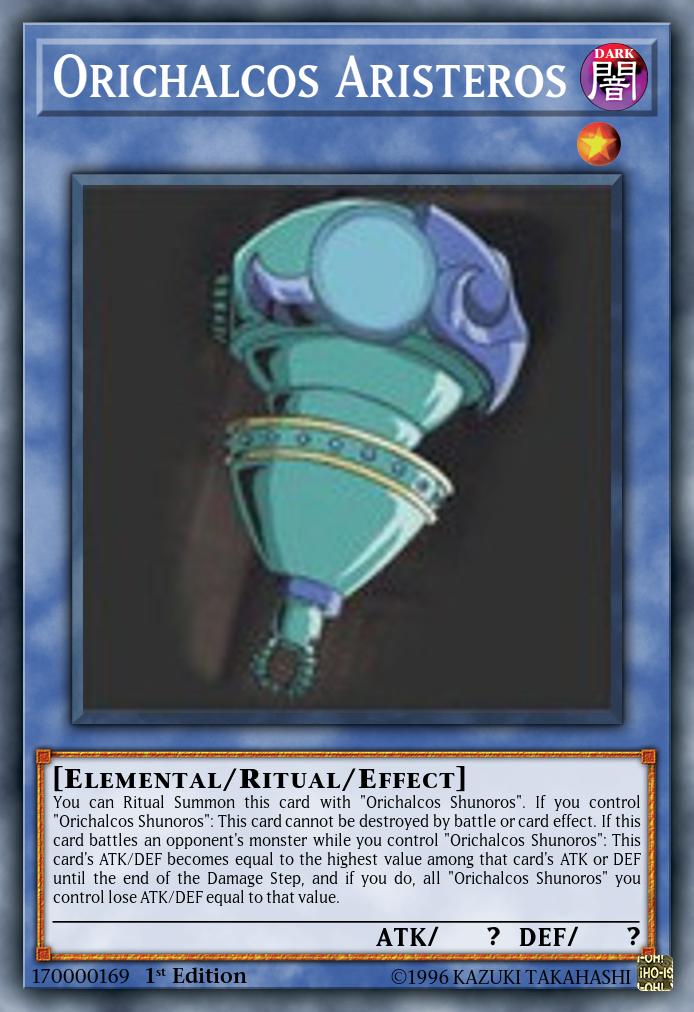 Orichalcos Aristeros
DARK
闇
[Elemental/Ritual/Effect]
You can Ritual Summon this card with "Orichalcos Shunoros". If you control
"Orichalcos Shunoros": This card cannot be destroyed by battle or card effect. If this
card battles an opponent's monster while you control "Orichalcos Shunoros": This
card's ATK/DEF becomes equal to the highest value among that card's ATK or DEF
until the end of the Damage Step, and if you do, all "Orichalcos Shunoros" you
control lose ATK/DEF equal to that value.
ATK/ ? DEF/ ?
170000169 1st Edition ©1996 KAZUKI TAKAHASHI